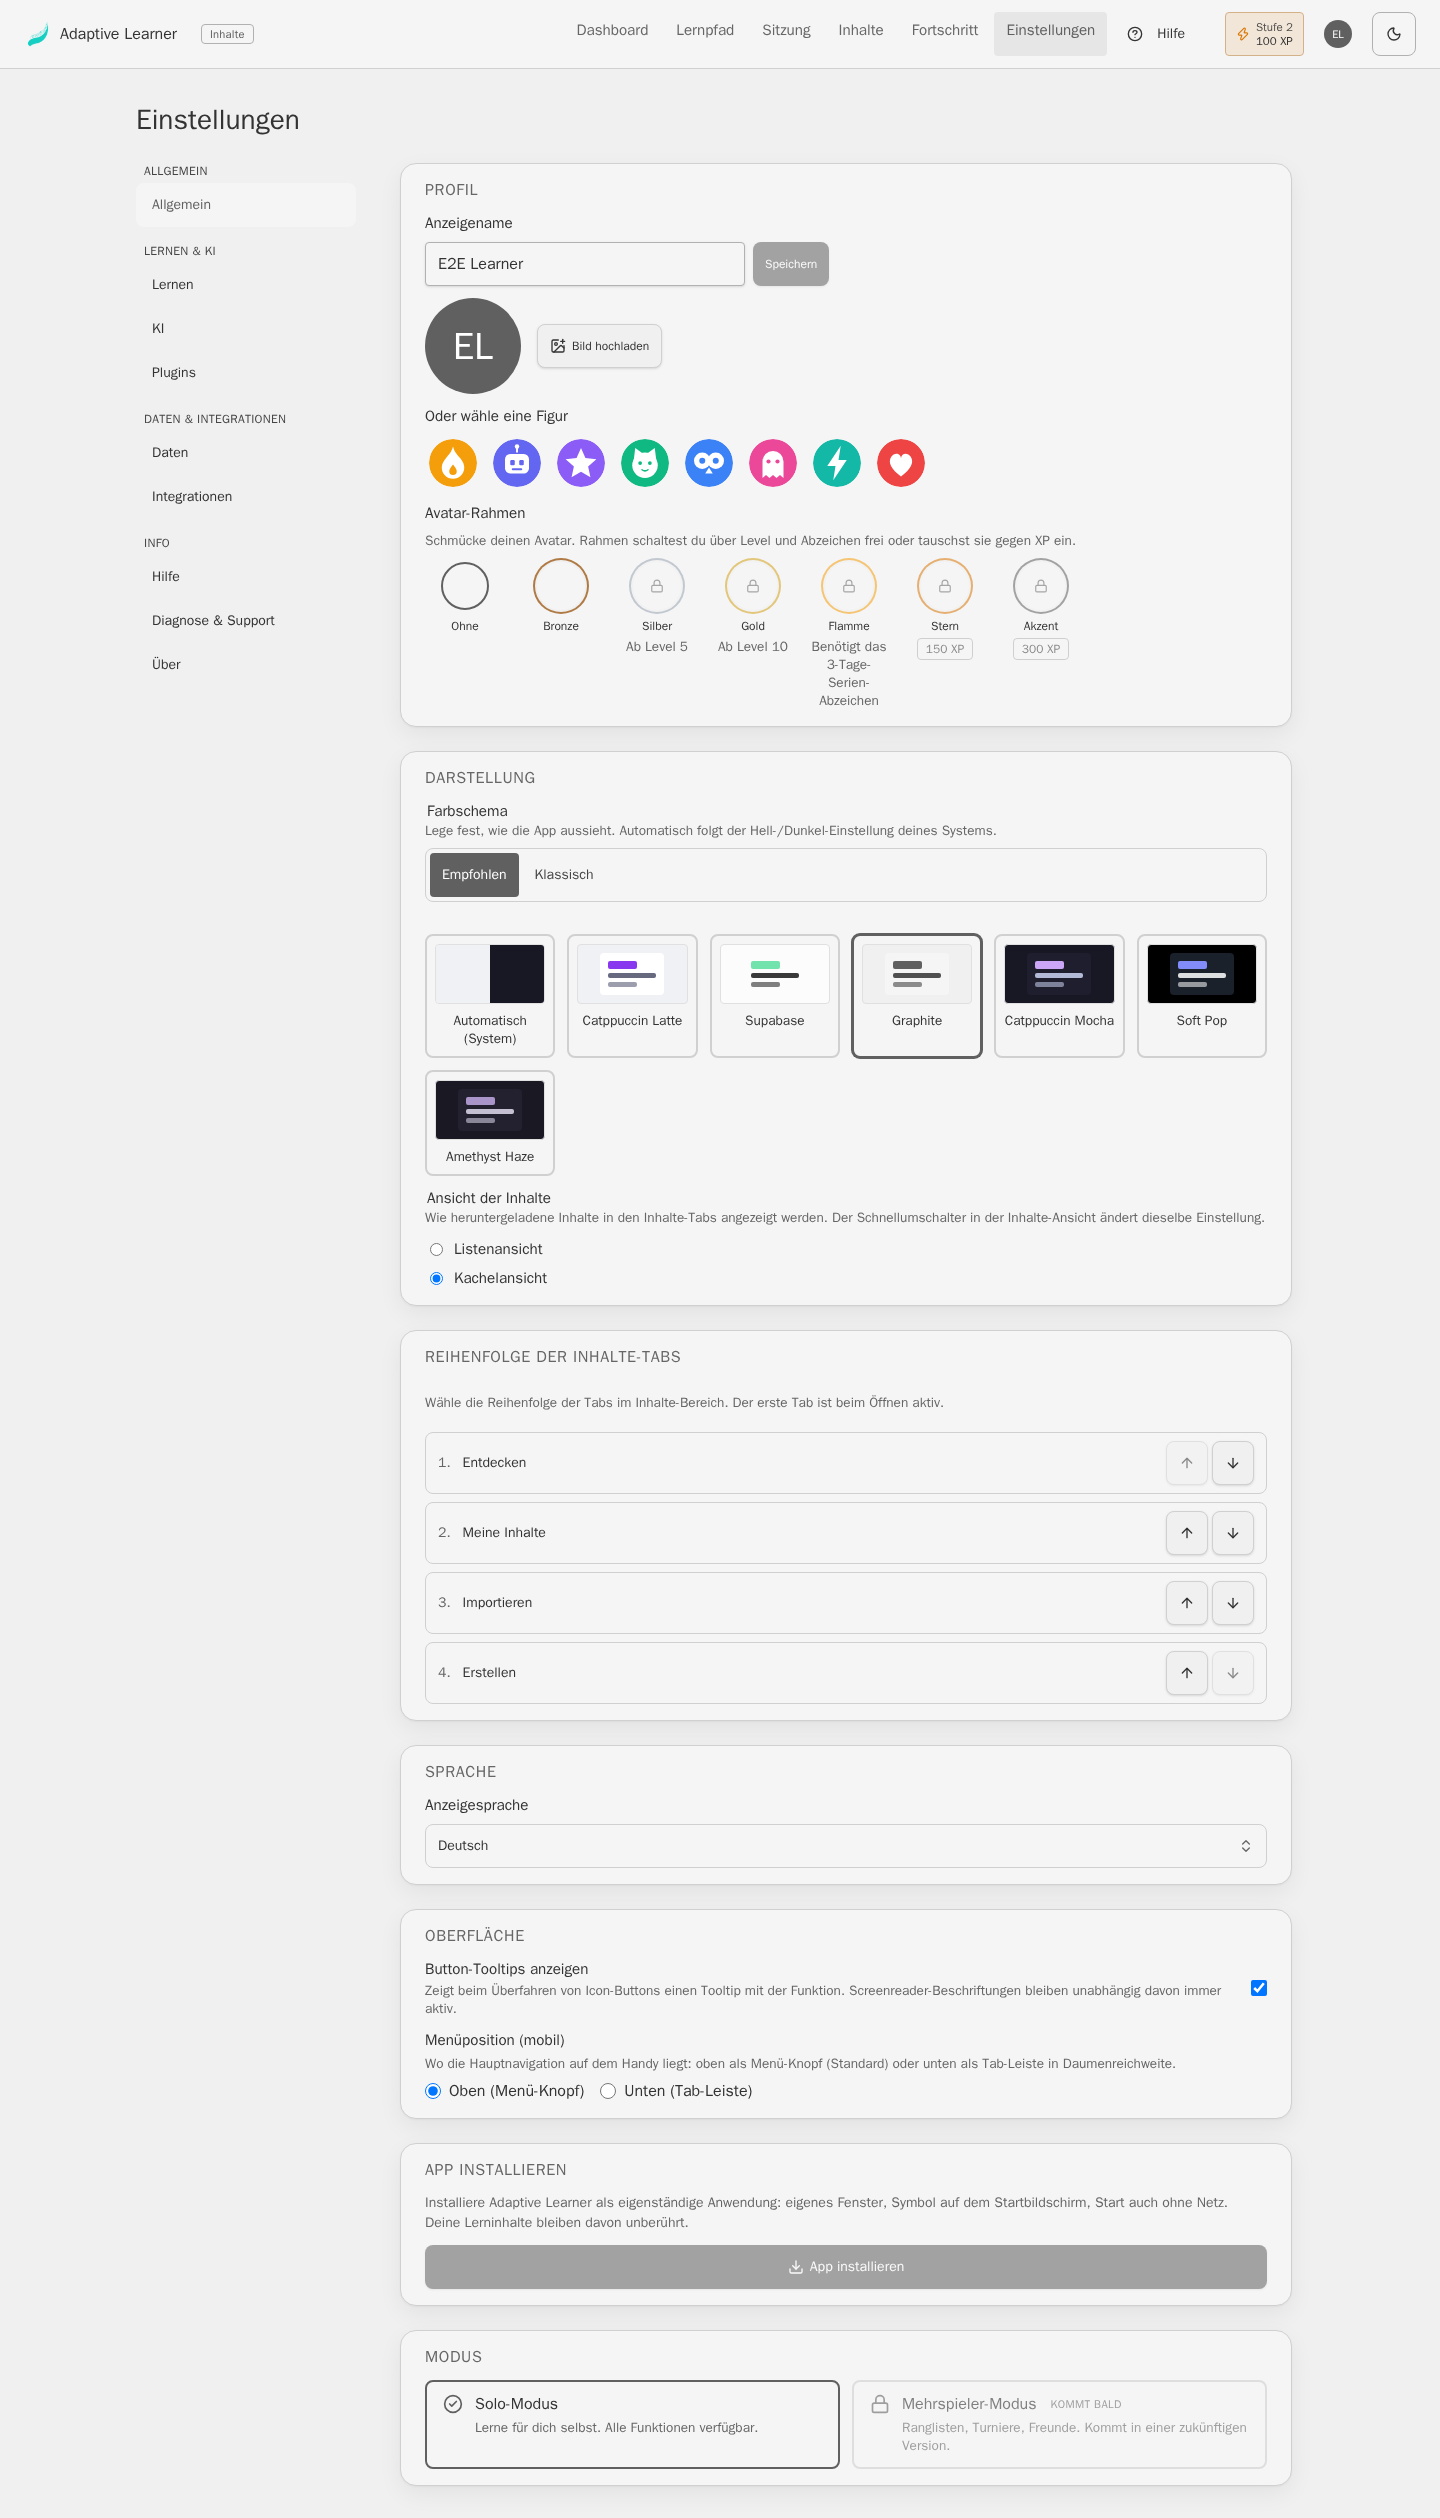 Adaptive Learner
Inhalte
Dashboard
Lernpfad
Sitzung
Inhalte
Fortschritt
Einstellungen
Hilfe
Stufe 2
100 XP
EL
Einstellungen
ALLGEMEIN
Allgemein
LERNEN & KI
Lernen
KI
Plugins
DATEN & INTEGRATIONEN
Daten
Integrationen
INFO
Hilfe
Diagnose & Support
Über
PROFIL
Anzeigename
E2E Learner
Speichern
EL
Bild hochladen
Oder wähle eine Figur
Avatar-Rahmen
Schmücke deinen Avatar. Rahmen schaltest du über Level und Abzeichen frei oder tauschst sie gegen XP ein.
Ohne
Bronze
Silber
Ab Level 5
Gold
Ab Level 10
Flamme
Benötigt das
3-Tage-
Serien-
Abzeichen
Stern
150 XP
Akzent
300 XP
DARSTELLUNG
Farbschema
Lege fest, wie die App aussieht. Automatisch folgt der Hell-/Dunkel-Einstellung deines Systems.
Empfohlen
Klassisch
Automatisch
(System)
Catppuccin Latte
Supabase
Graphite
Catppuccin Mocha
Soft Pop
Amethyst Haze
Ansicht der Inhalte
Wie heruntergeladene Inhalte in den Inhalte-Tabs angezeigt werden. Der Schnellumschalter in der Inhalte-Ansicht ändert dieselbe Einstellung.
Listenansicht
Kachelansicht
REIHENFOLGE DER INHALTE-TABS
Wähle die Reihenfolge der Tabs im Inhalte-Bereich. Der erste Tab ist beim Öffnen aktiv.
1. Entdecken
2. Meine Inhalte
3. Importieren
4. Erstellen
SPRACHE
Anzeigesprache
Deutsch
OBERFLÄCHE
Button-Tooltips anzeigen
Zeigt beim Überfahren von Icon-Buttons einen Tooltip mit der Funktion. Screenreader-Beschriftungen bleiben unabhängig davon immer
aktiv.
Menüposition (mobil)
Wo die Hauptnavigation auf dem Handy liegt: oben als Menü-Knopf (Standard) oder unten als Tab-Leiste in Daumenreichweite.
Oben (Menü-Knopf)
Unten (Tab-Leiste)
APP INSTALLIEREN
Installiere Adaptive Learner als eigenständige Anwendung: eigenes Fenster, Symbol auf dem Startbildschirm, Start auch ohne Netz.
Deine Lerninhalte bleiben davon unberührt.
App installieren
MODUS
Solo-Modus
Lerne für dich selbst. Alle Funktionen verfügbar.
Mehrspieler-Modus KOMMT BALD
Ranglisten, Turniere, Freunde. Kommt in einer zukünftigen
Version.